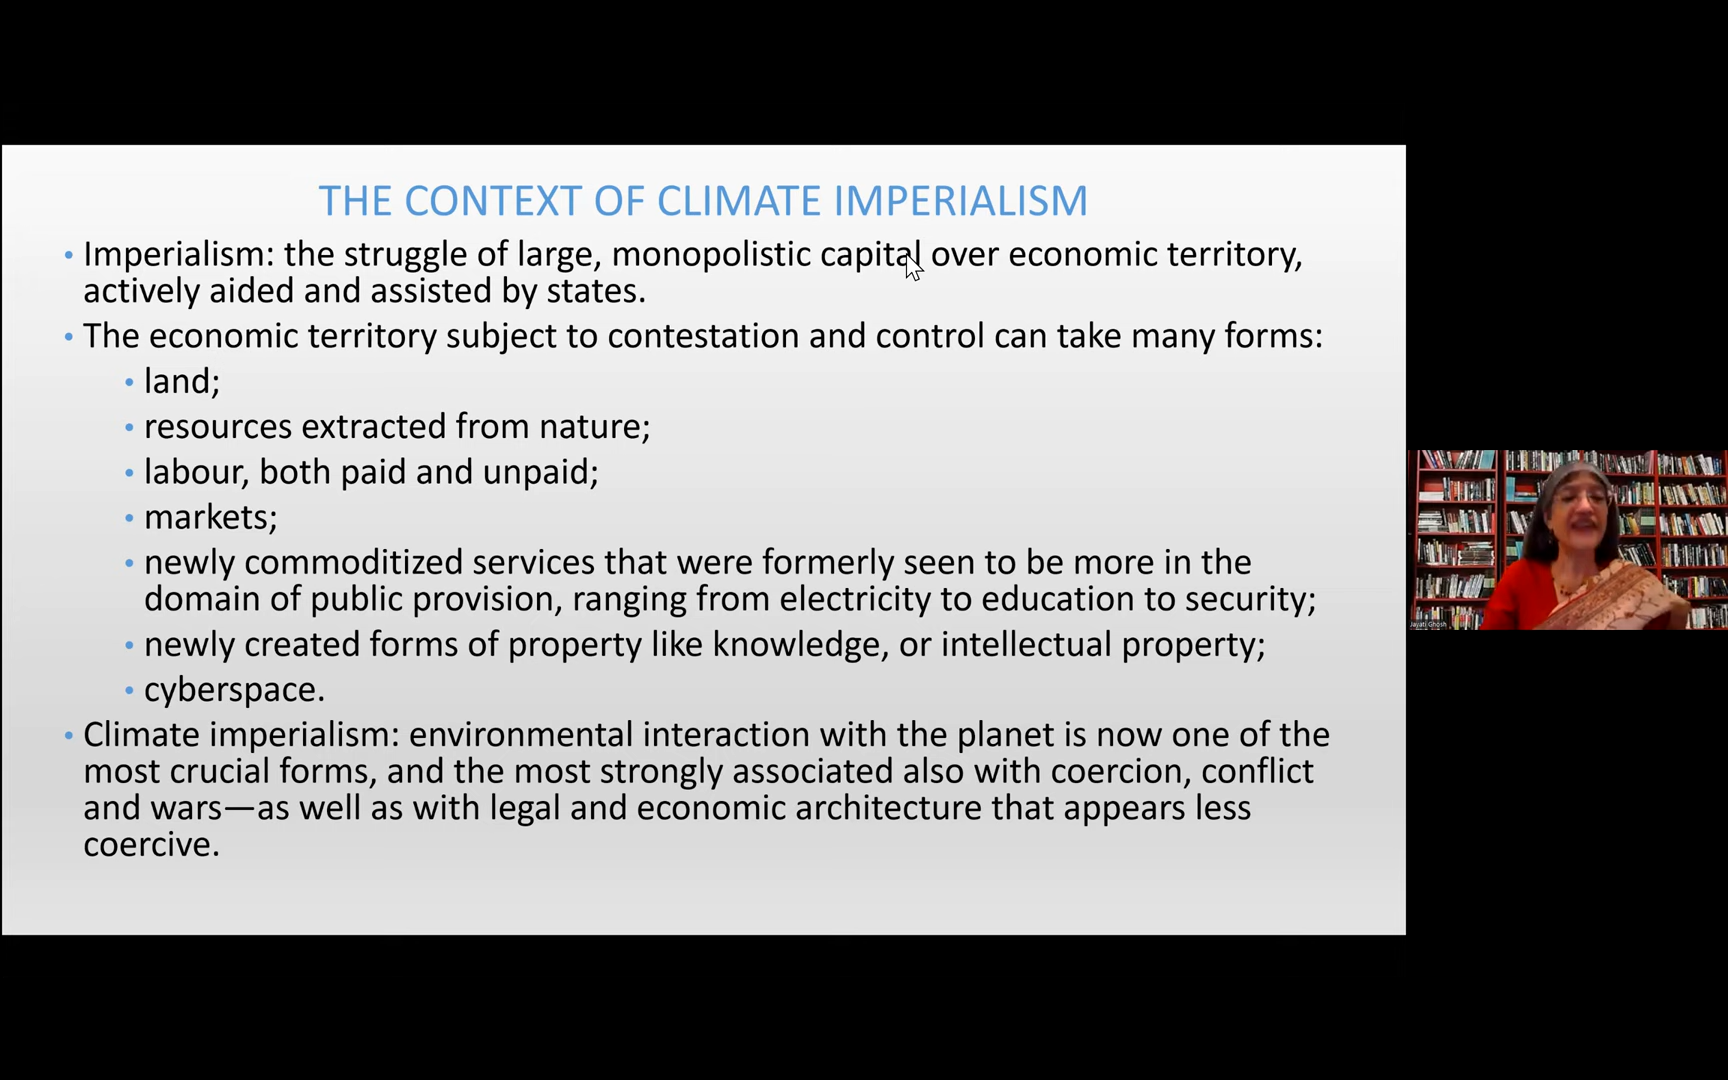 THE CONTEXT OF CLIMATE IMPERIALISM
• Imperialism: the struggle of large, monopolistic capital over economic territory,
actively aided and assisted by states.
• The economic territory subject to contestation and control can take many forms:
• land;
• resources extracted from nature;
• labour, both paid and unpaid;
• markets;
• newly commoditized services that were formerly seen to be more in the
domain of public provision, ranging from electricity to education to security;
• newly created forms of property like knowledge, or intellectual property;
• cyberspace.
• Climate imperialism: environmental interaction with the planet is now one of the
most crucial forms, and the most strongly associated also with coercion, conflict
and wars—as well as with legal and economic architecture that appears less
coercive.
Jayati Ghosh